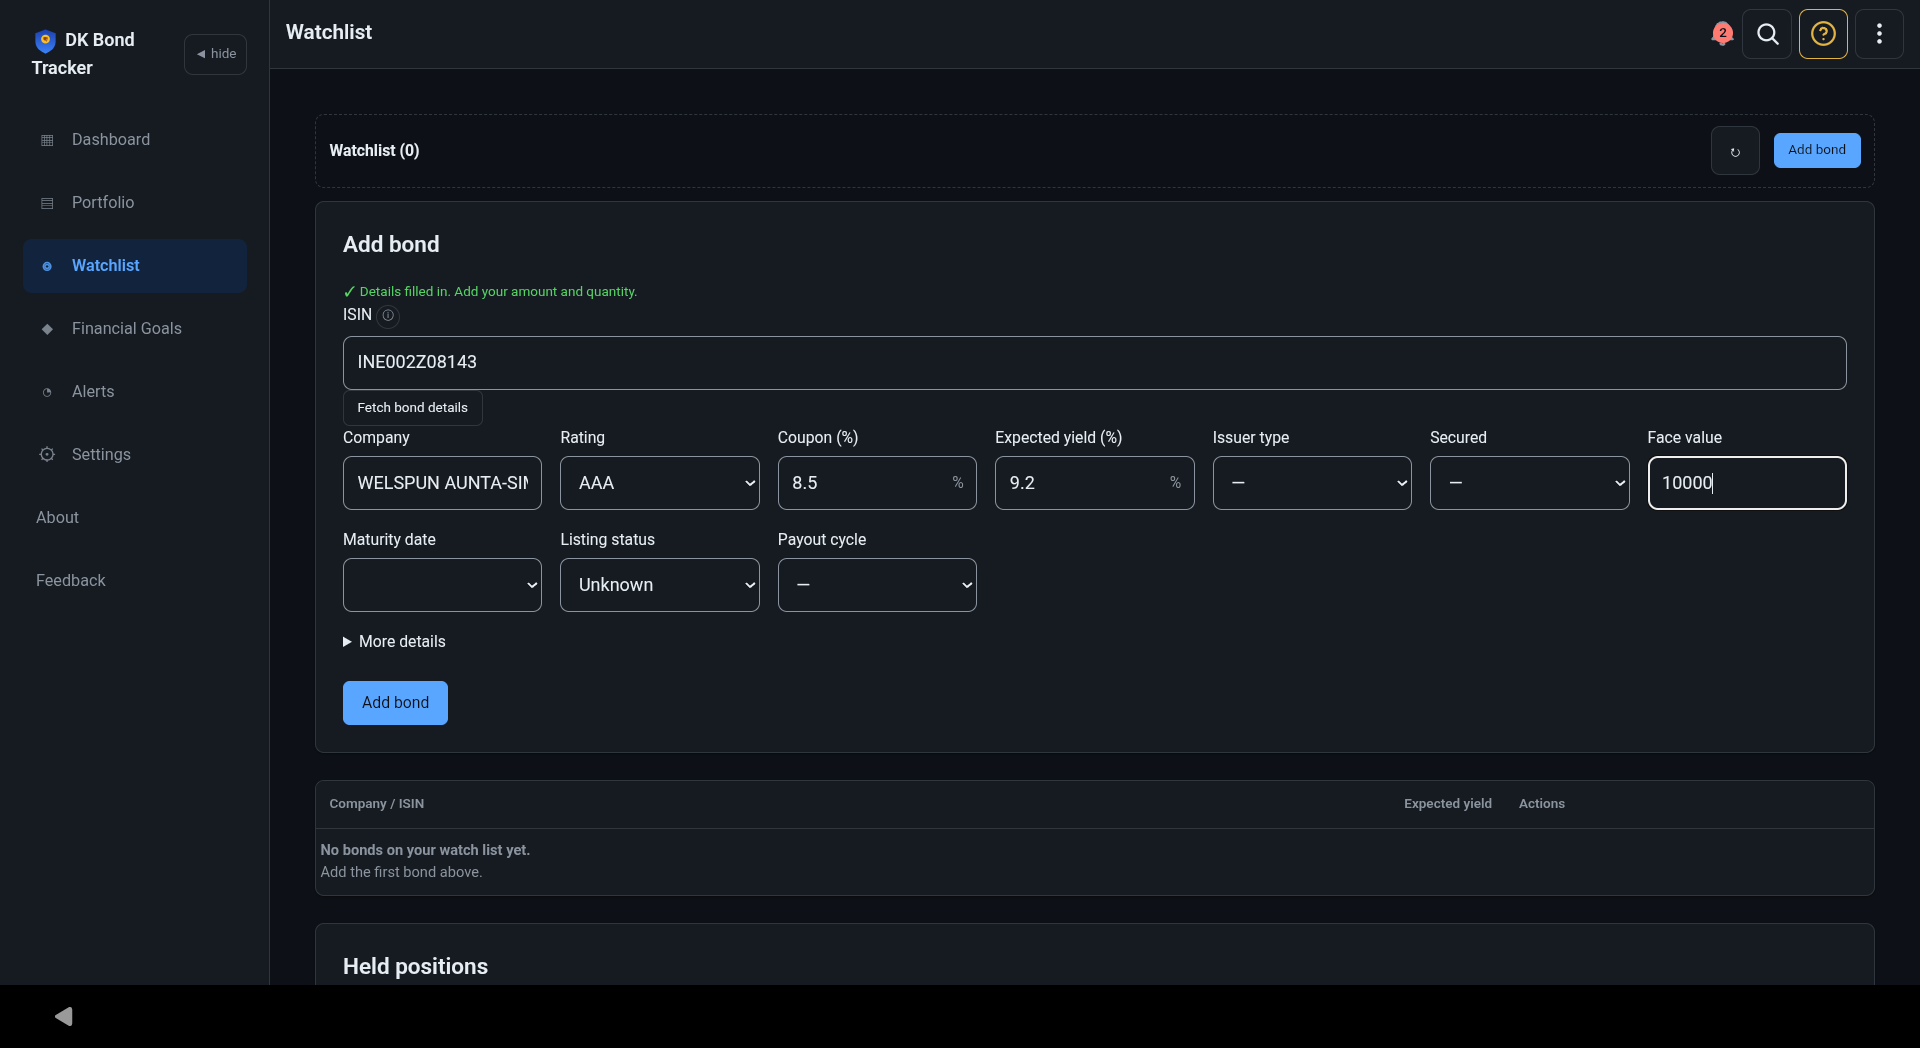 DK Bond
Tracker
◄ hide
Watchlist
2
Dashboard
Portfolio
Watchlist
Financial Goals
Alerts
Settings
About
Feedback
Watchlist (0)
Add bond
Add bond
✓ Details filled in. Add your amount and quantity.
ISIN
INE002Z08143
Fetch bond details
Company Rating Coupon (%) Expected yield (%) Issuer type Secured Face value
WELSPUN AUNTA-SIM AAA 8.5 % 9.2 % — — 10000
Maturity date Listing status Payout cycle
Unknown —
More details
Add bond
Company / ISIN Expected yield Actions
No bonds on your watch list yet.
Add the first bond above.
Held positions